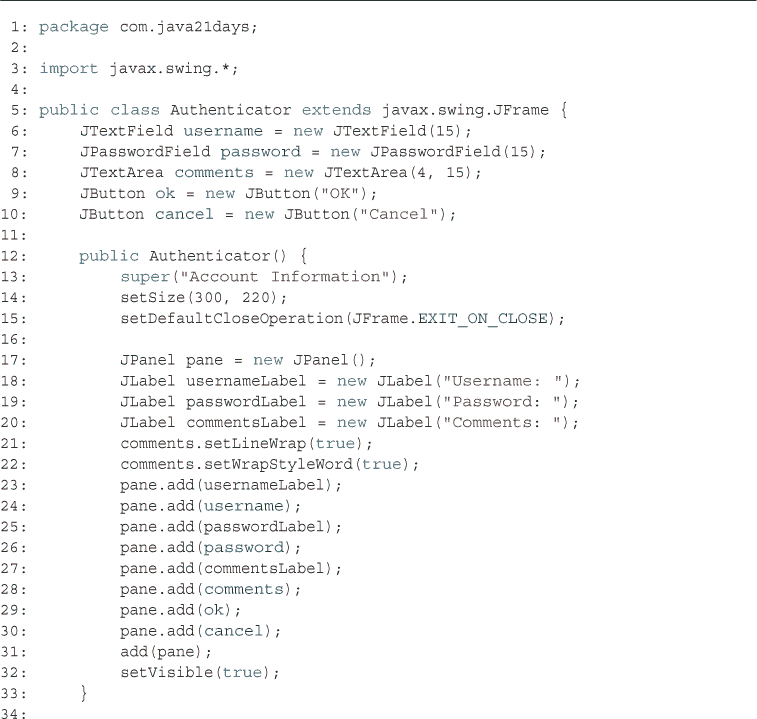 1: package com.java21days;
2:
3: import javax.swing.*;
4:
5: public class Authenticator extends javax.swing.JFrame {
6:     JTextField username = new JTextField(15);
7:     JPasswordField password = new JPasswordField(15);
8:     JTextArea comments = new JTextArea(4, 15);
9:     JButton ok = new JButton("OK");
10:     JButton cancel = new JButton("Cancel");
11:
12:     public Authenticator() {
13:         super("Account Information");
14:         setSize(300, 220);
15:         setDefaultCloseOperation(JFrame.EXIT_ON_CLOSE);
16:
17:         JPanel pane = new JPanel();
18:         JLabel usernameLabel = new JLabel("Username: ");
19:         JLabel passwordLabel = new JLabel("Password: ");
20:         JLabel commentsLabel = new JLabel("Comments: ");
21:         comments.setLineWrap(true);
22:         comments.setWrapStyleWord(true);
23:         pane.add(usernameLabel);
24:         pane.add(username);
25:         pane.add(passwordLabel);
26:         pane.add(password);
27:         pane.add(commentsLabel);
28:         pane.add(comments);
29:         pane.add(ok);
30:         pane.add(cancel);
31:         add(pane);
32:         setVisible(true);
33:     }
34: